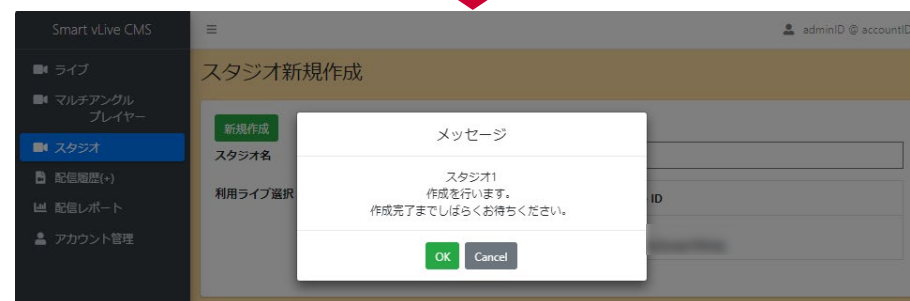 Smart vLive CMS
adminID @ accountID
ライブ
マルチアングル
プレイヤー
スタジオ
配信履歴(+)
配信レポート
アカウント管理
スタジオ新規作成
新規作成
スタジオ名
利用ライブ選択
ID
メッセージ
スタジオ1
作成を行います。
作成完了までしばらくお待ちください。
OK
Cancel